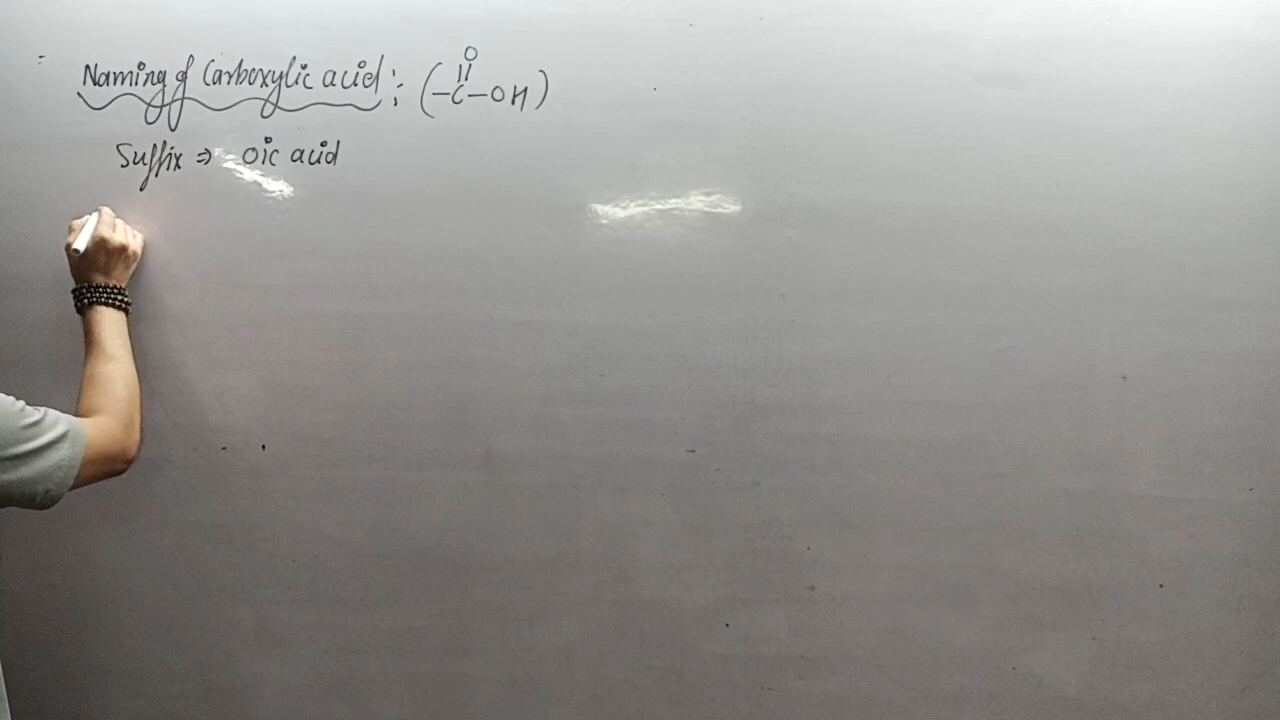 Naming of Carboxylic acid : (-C-OH)
O
||
Suffix ⇒ oic acid